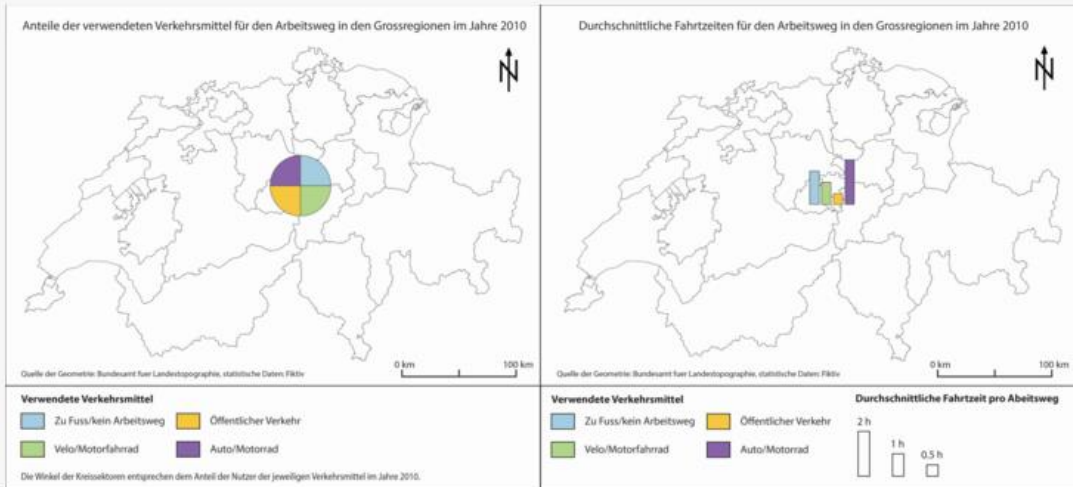 Anteile der verwendeten Verkehrsmittel für den Arbeitsweg in den Grossregionen im Jahre 2010
N
0 km 100 km
Quelle der Geometrie: Bundesamt fuer Landestopographie, statistische Daten: Fiktiv
Verwendete Verkehrsmittel
Zu Fuss/kein Arbeitsweg Öffentlicher Verkehr
Velo/Motorfahrrad Auto/Motorrad
Die Winkel der Kreissektoren entsprechen dem Anteil der Nutzer der jeweiligen Verkehrsmittel im Jahre 2010.
Durchschnittliche Fahrtzeiten für den Arbeitsweg in den Grossregionen im Jahre 2010
N
0 km 100 km
Quelle der Geometrie: Bundesamt fuer Landestopographie, statistische Daten: Fiktiv
Verwendete Verkehrsmittel
Zu Fuss/kein Arbeitsweg Öffentlicher Verkehr
Velo/Motorfahrrad Auto/Motorrad
Durchschnittliche Fahrtzeit pro Abeitsweg
2 h
1 h
0.5 h